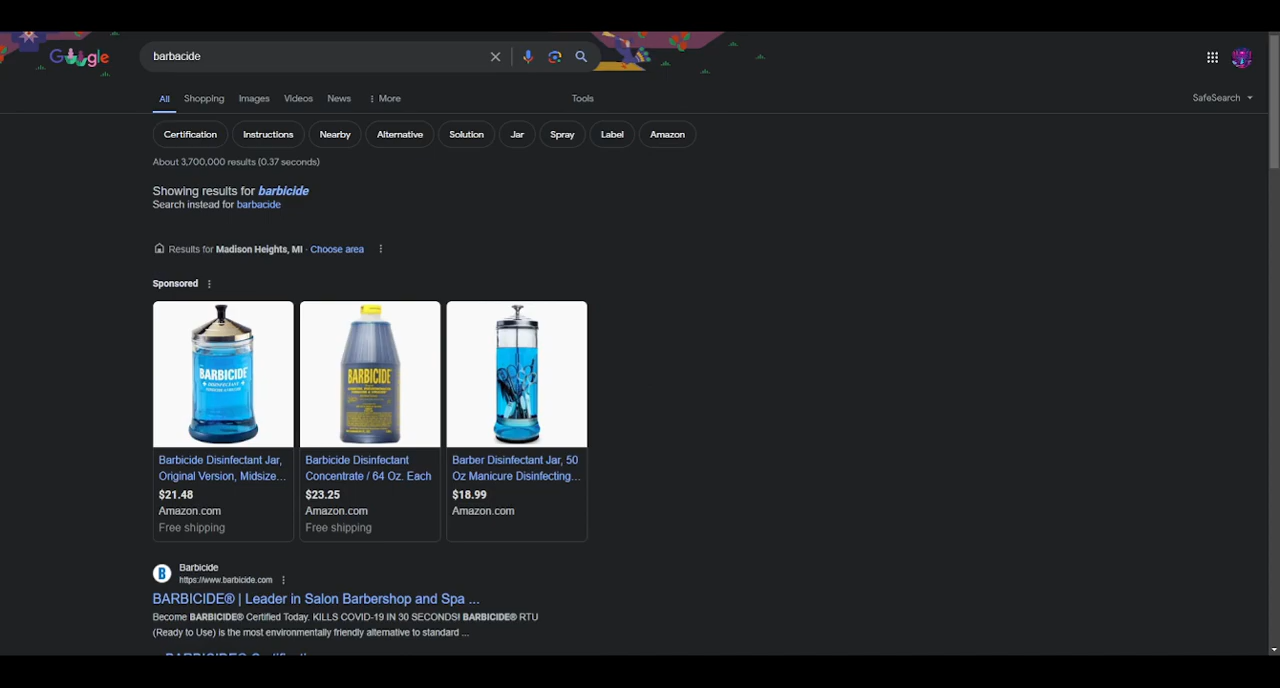 Google
barbacide
All Shopping Images Videos News More Tools
SafeSearch
Certification Instructions Nearby Alternative Solution Jar Spray Label Amazon
About 3,700,000 results (0.37 seconds)
Showing results for barbicide
Search instead for barbacide
Results for Madison Heights, MI · Choose area
Sponsored
BARBICIDE
DISINFECTANT
BARBICIDE
Barbicide Disinfectant Jar,
Original Version, Midsize...
$21.48
Amazon.com
Free shipping
Barbicide Disinfectant
Concentrate / 64 Oz. Each
$23.25
Amazon.com
Free shipping
Barber Disinfectant Jar, 50
Oz Manicure Disinfecting...
$18.99
Amazon.com
B
Barbicide
https://www.barbicide.com
BARBICIDE® | Leader in Salon Barbershop and Spa ...
Become BARBICIDE® Certified Today. KILLS COVID-19 IN 30 SECONDS! BARBICIDE® RTU
(Ready to Use) is the most environmentally friendly alternative to standard ...